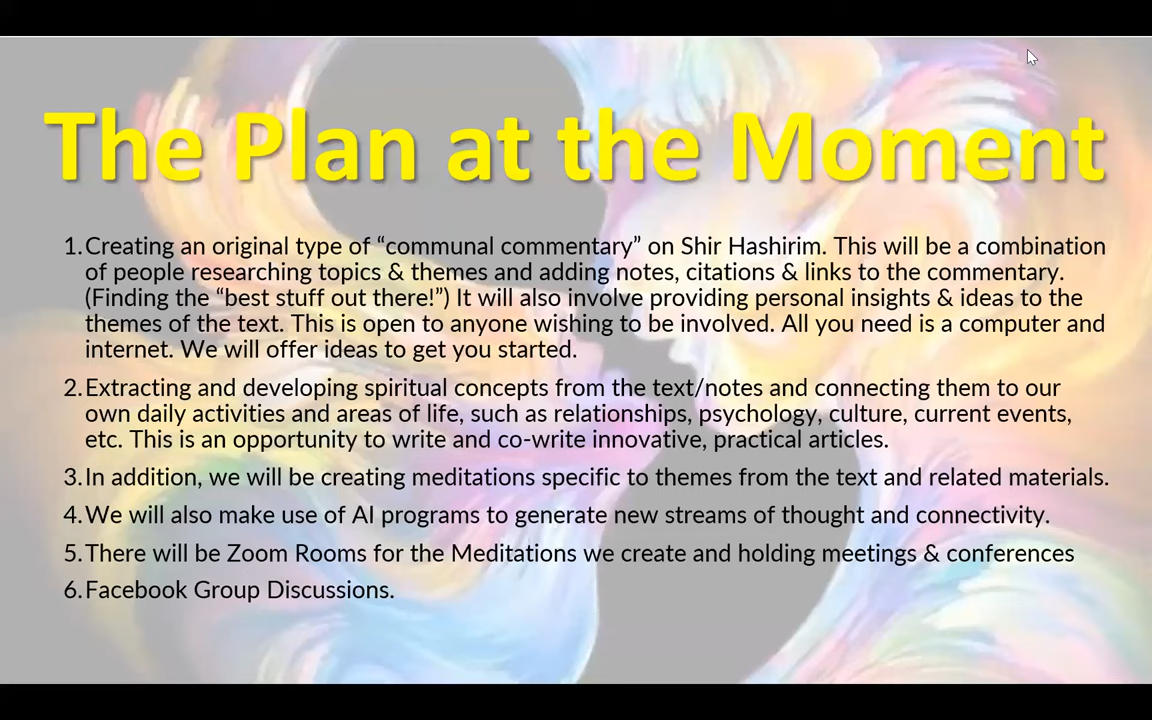 The Plan at the Moment
1. Creating an original type of “communal commentary” on Shir Hashirim. This will be a combination
of people researching topics & themes and adding notes, citations & links to the commentary.
(Finding the “best stuff out there!”) It will also involve providing personal insights & ideas to the
themes of the text. This is open to anyone wishing to be involved. All you need is a computer and
internet. We will offer ideas to get you started.
2. Extracting and developing spiritual concepts from the text/notes and connecting them to our
own daily activities and areas of life, such as relationships, psychology, culture, current events,
etc. This is an opportunity to write and co-write innovative, practical articles.
3. In addition, we will be creating meditations specific to themes from the text and related materials.
4. We will also make use of AI programs to generate new streams of thought and connectivity.
5. There will be Zoom Rooms for the Meditations we create and holding meetings & conferences
6. Facebook Group Discussions.